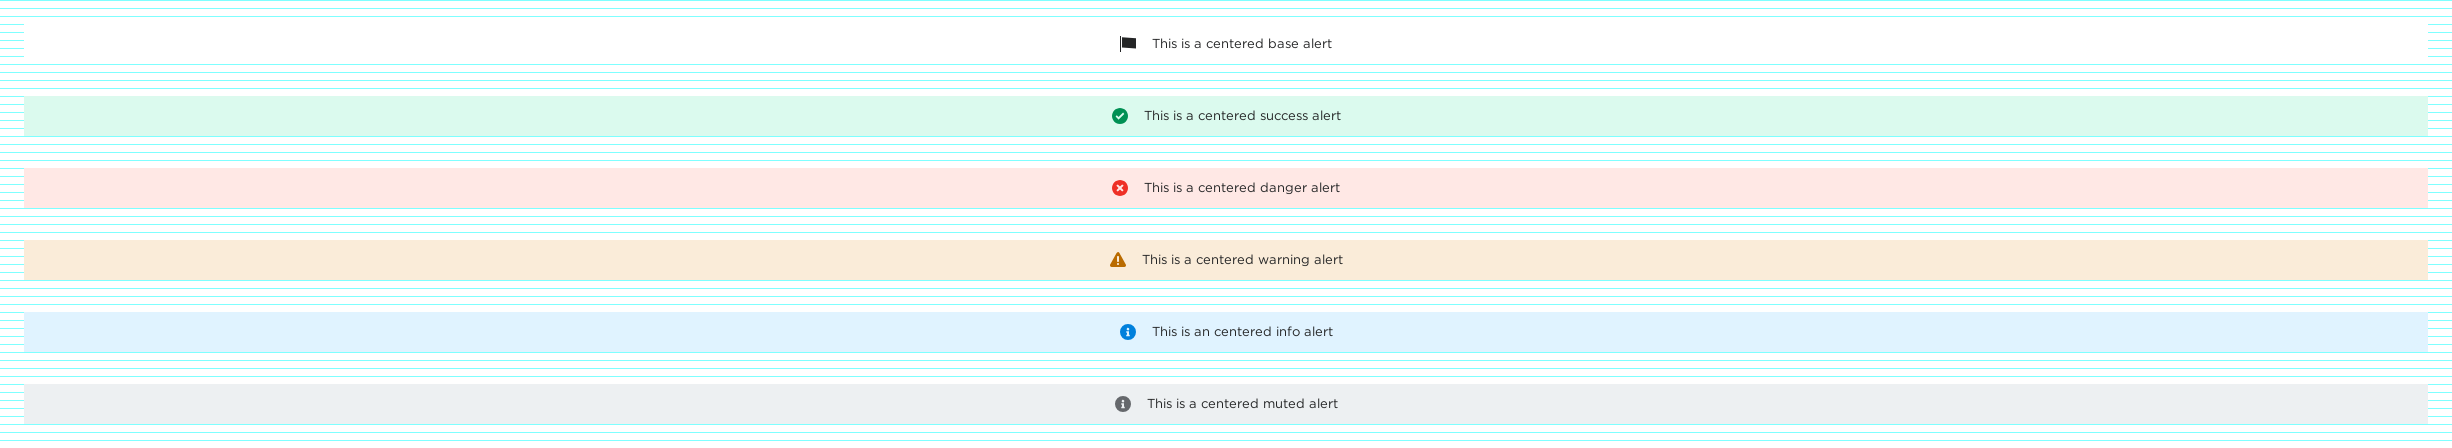 This is a centered base alert
This is a centered success alert
This is a centered danger alert
This is a centered warning alert
This is an centered info alert
This is a centered muted alert